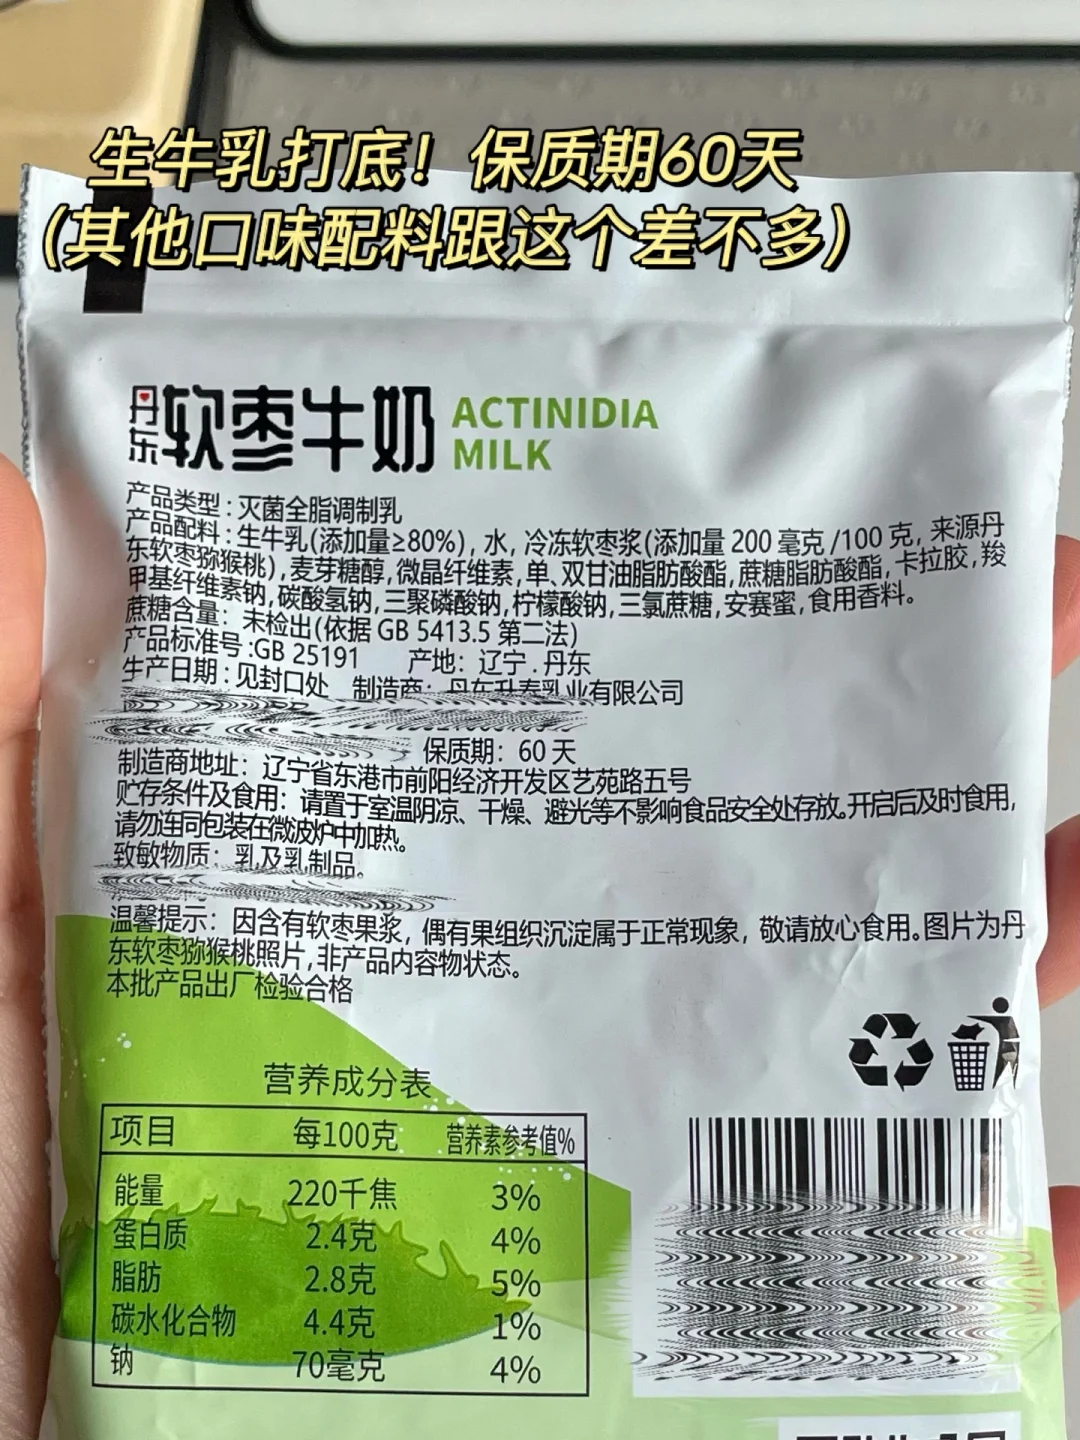 生牛乳打底！保质期60天
(其他口味配料跟这个差不多)
丹东
软枣牛奶
ACTINIDIA
MILK
产品类型：灭菌全脂调制乳
产品配料：生牛乳(添加量≥80%)，水，冷冻软枣浆(添加量 200 毫克 /100 克，来源丹
东软枣猕猴桃)，麦芽糖醇，微晶纤维素，单、双甘油脂肪酸酯，蔗糖脂肪酸酯，卡拉胶，羧
甲基纤维素钠，碳酸氢钠，三聚磷酸钠，柠檬酸钠，三氯蔗糖，安赛蜜，食用香料。
蔗糖含量：未检出(依据 GB 5413.5 第二法)
产品标准号：GB 25191 产地：辽宁．丹东
生产日期：见封口处 制造商：丹东升泰乳业有限公司
保质期：60 天
制造商地址：辽宁省东港市前阳经济开发区艺苑路五号
贮存条件及食用：请置于室温阴凉、干燥、避光等不影响食品安全处存放。开启后及时食用，
请勿连同包装在微波炉中加热。
致敏物质：乳及乳制品。
温馨提示：因含有软枣果浆，偶有果组织沉淀属于正常现象，敬请放心食用。图片为丹
东软枣猕猴桃照片，非产品内容物状态。
本批产品出厂检验合格
营养成分表
项目 每100克 营养素参考值%
能量 220千焦 3%
蛋白质 2.4克 4%
脂肪 2.8克 5%
碳水化合物 4.4克 1%
钠 70毫克 4%